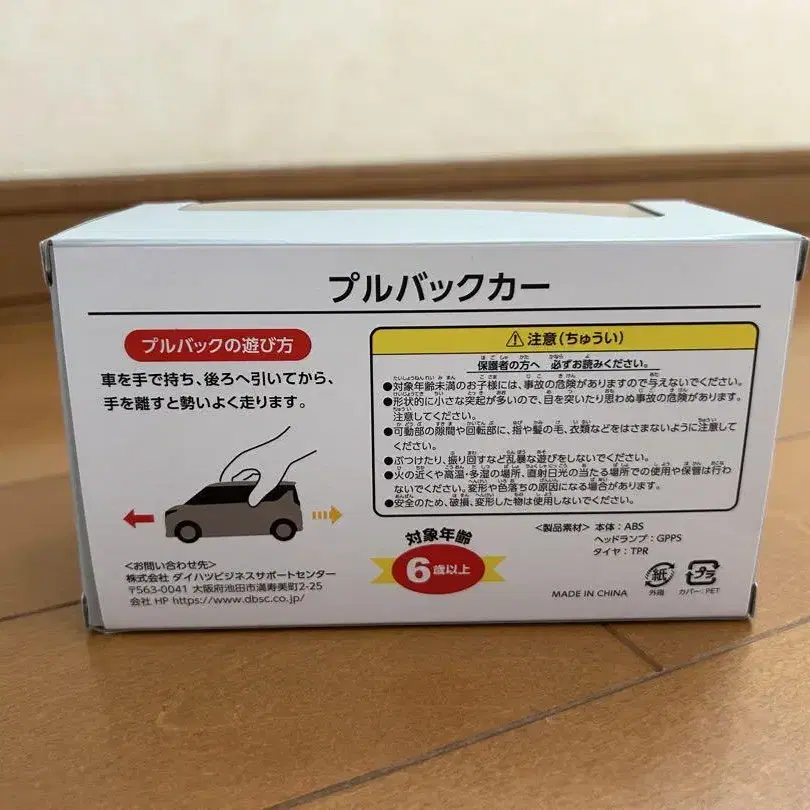 プルバックカー
プルバックの遊び方
車を手で持ち、後ろへ引いてから、
手を離すと勢いよく走ります。
<お問い合わせ先>
株式会社 ダイハツビジネスサポートセンター
〒563-0041 大阪府池田市満寿美町2-25
会社 HP https://www.dbsc.co.jp/
⚠注意(ちゅうい)
保護者の方へ 必ずお読みください。
●対象年齢未満のお子様には、事故の危険がありますので与えないでください。
●形状的に小さな突起が多いので、目を突いたり思わぬ事故の危険があります。
注意してください。
●可動部の隙間や回転部に、指や髪の毛、衣類などをはさまないように注意して
ください。
●ぶつけたり、振り回すなど乱暴な遊びをしないでください。
●火の近くや高温・多湿の場所、直射日光の当たる場所での使用や保管は行わ
ないでください。変形や色落ちの原因になる場合があります。
●安全のため、破損、変形した物は使用しないでください。
対象年齢
6歳以上
<製品素材> 本体:ABS
ヘッドランプ:GPPS
タイヤ:TPR
MADE IN CHINA
紙
外箱
プラ
カバー:PET